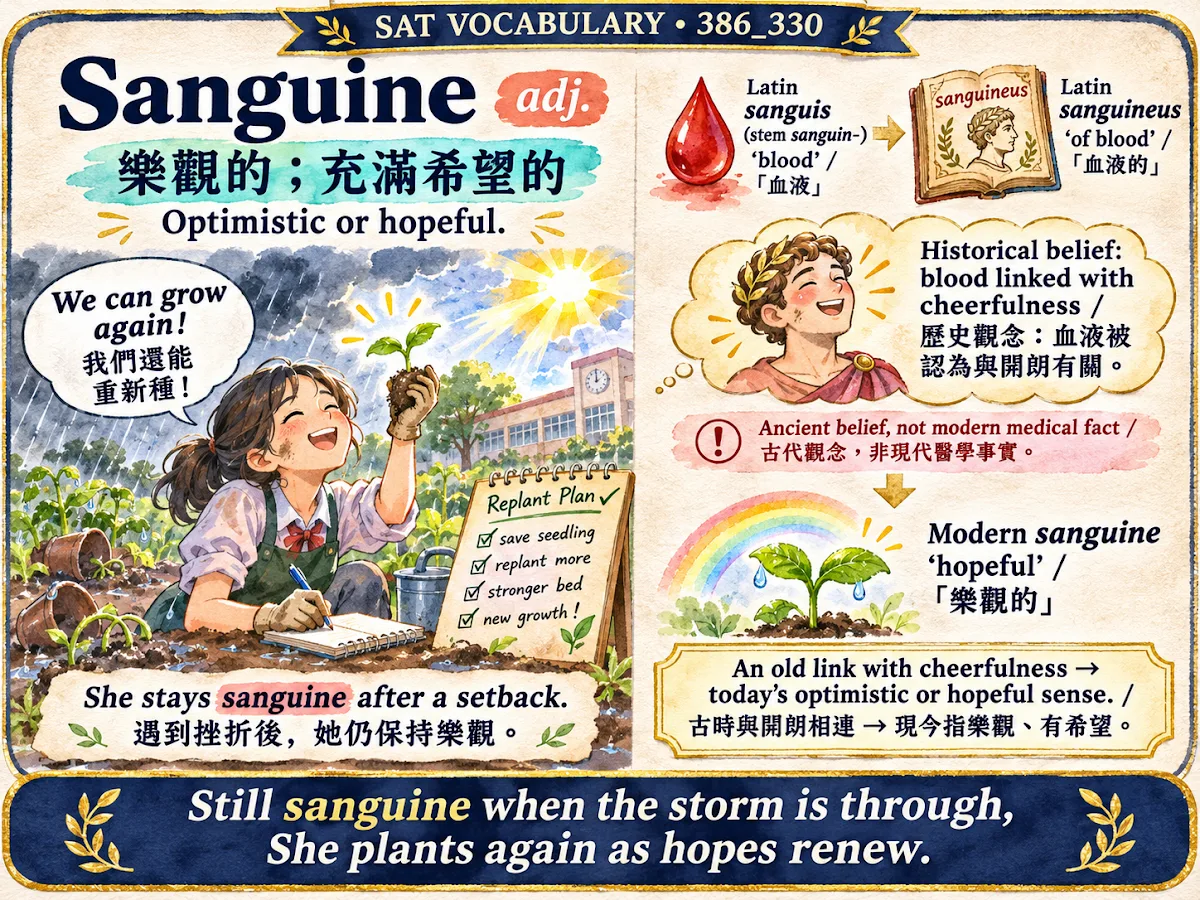 SAT VOCABULARY • 386_330
Sanguine adj.
樂觀的；充滿希望的
Optimistic or hopeful.
We can grow
again!
我們還能
重新種！
Replant Plan ✓
☑ save seedling
☑ replant more
☑ stronger bed
☑ new growth!
She stays sanguine after a setback.
遇到挫折後，她仍保持樂觀。
Latin
sanguis
(stem sanguin-)
‘blood’ /
「血液」
sanguineus
Latin
sanguineus
‘of blood’ /
「血液的」
Historical belief:
blood linked with
cheerfulness /
歷史觀念：血液被
認為與開朗有關。
! Ancient belief, not modern medical fact /
古代觀念，非現代醫學事實。
Modern sanguine
‘hopeful’ /
「樂觀的」
An old link with cheerfulness →
today’s optimistic or hopeful sense. /
古時與開朗相連 → 現今指樂觀、有希望。
Still sanguine when the storm is through,
She plants again as hopes renew.